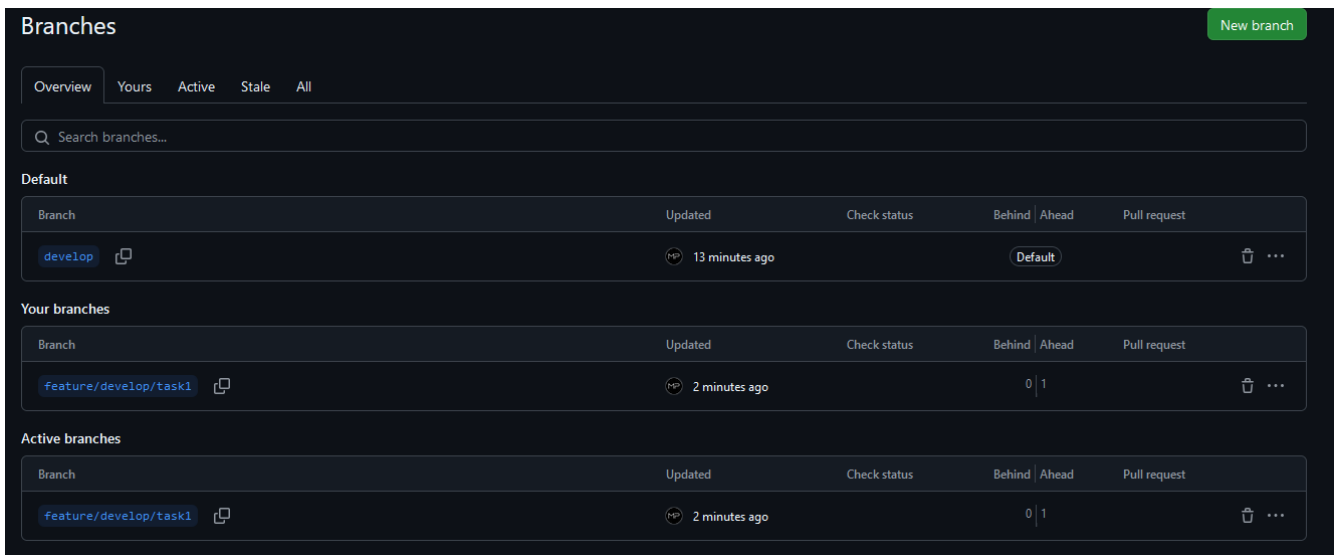 Branches
New branch
Overview Yours Active Stale All
Search branches...
Default
Branch Updated Check status Behind Ahead Pull request
develop MP 13 minutes ago Default
Your branches
Branch Updated Check status Behind Ahead Pull request
feature/develop/task1 MP 2 minutes ago 0 1
Active branches
Branch Updated Check status Behind Ahead Pull request
feature/develop/task1 MP 2 minutes ago 0 1